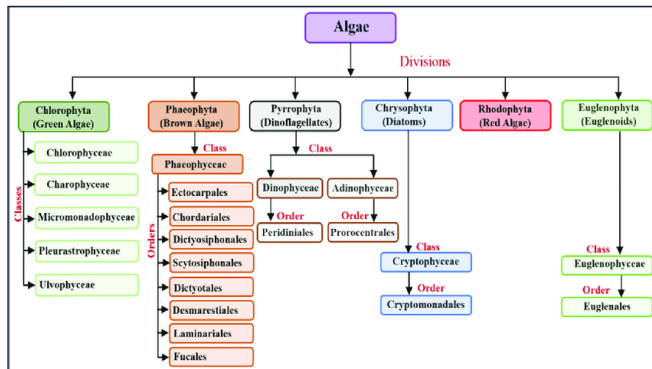 Algae
Divisions
Chlorophyta
(Green Algae)
Phaeophyta
(Brown Algae)
Pyrrophyta
(Dinoflagellates)
Chrysophyta
(Diatoms)
Rhodophyta
(Red Algae)
Euglenophyta
(Euglenoids)
Classes
Chlorophyceae
Charophyceae
Micromonadophyceae
Pleurastrophyceae
Ulvophyceae
Class
Phaeophyceae
Orders
Ectocarpales
Chordariales
Dictyosiphonales
Scytosiphonales
Dictyotales
Desmarestiales
Laminariales
Fucales
Class
Dinophyceae
Adinophyceae
Order
Order
Peridiniales
Prorocentrales
Class
Cryptophyceae
Order
Cryptomonadales
Class
Euglenophyceae
Order
Euglenales